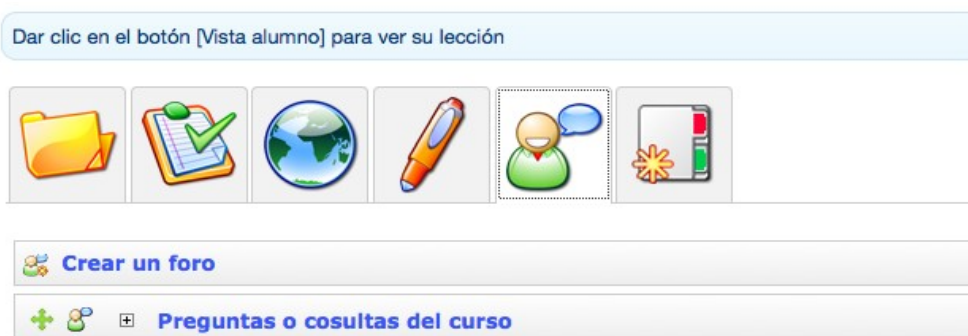 Dar clic en el botón [Vista alumno] para ver su lección
Crear un foro
Preguntas o cosultas del curso